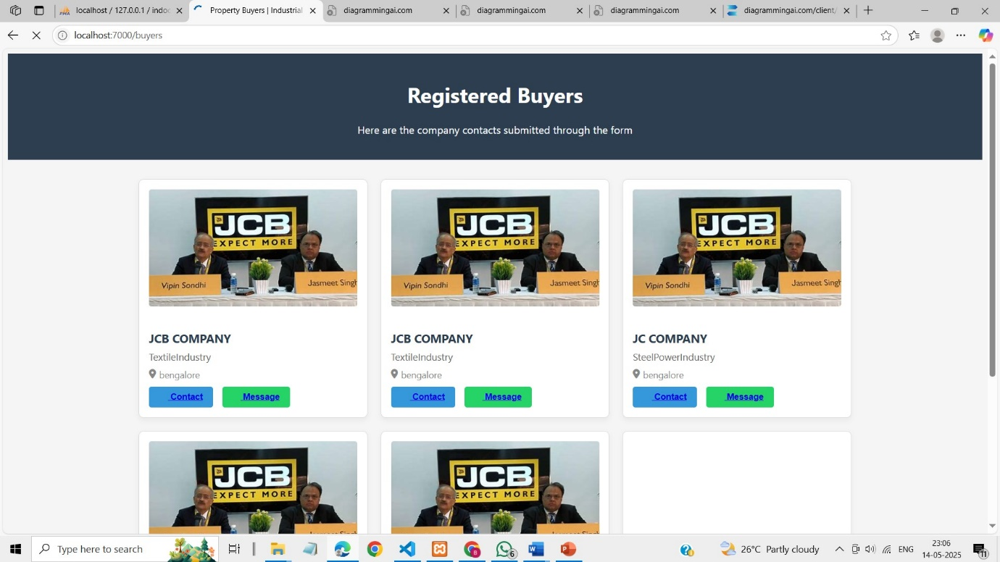 localhost / 127.0.0.1 / indoc
Property Buyers | Industrial
diagrammingai.com
diagrammingai.com
diagrammingai.com
diagrammingai.com/client/
localhost:7000/buyers
Registered Buyers
Here are the company contacts submitted through the form
JCB
EXPECT MORE
Vipin Sondhi
Jasmeet Singh
JCB COMPANY
TextileIndustry
bengalore
Contact Message
JCB
EXPECT MORE
Vipin Sondhi
Jasmeet Singh
JCB COMPANY
TextileIndustry
bengalore
Contact Message
JCB
EXPECT MORE
Vipin Sondhi
Jasmeet Singh
JC COMPANY
SteelPowerIndustry
bengalore
Contact Message
JCB
EXPECT MORE
JCB
EXPECT MORE
Type here to search
6
26°C Partly cloudy
ENG
23:06
14-05-2025
11